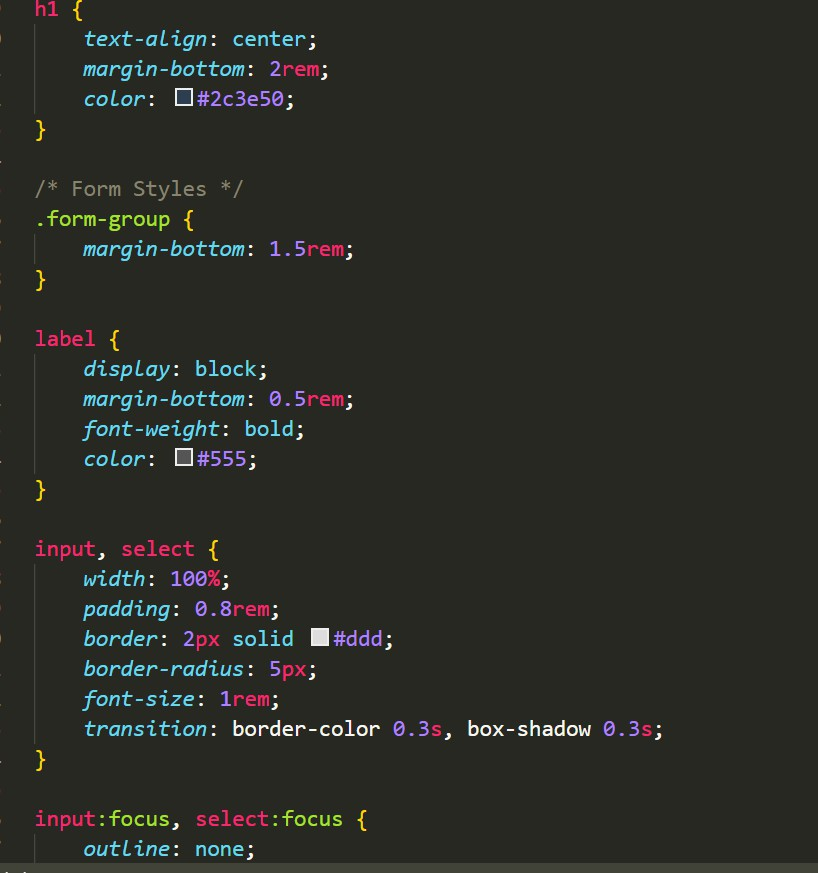 h1 {
    text-align: center;
    margin-bottom: 2rem;
    color: #2c3e50;
}

/* Form Styles */
.form-group {
    margin-bottom: 1.5rem;
}

label {
    display: block;
    margin-bottom: 0.5rem;
    font-weight: bold;
    color: #555;
}

input, select {
    width: 100%;
    padding: 0.8rem;
    border: 2px solid #ddd;
    border-radius: 5px;
    font-size: 1rem;
    transition: border-color 0.3s, box-shadow 0.3s;
}

input:focus, select:focus {
    outline: none;